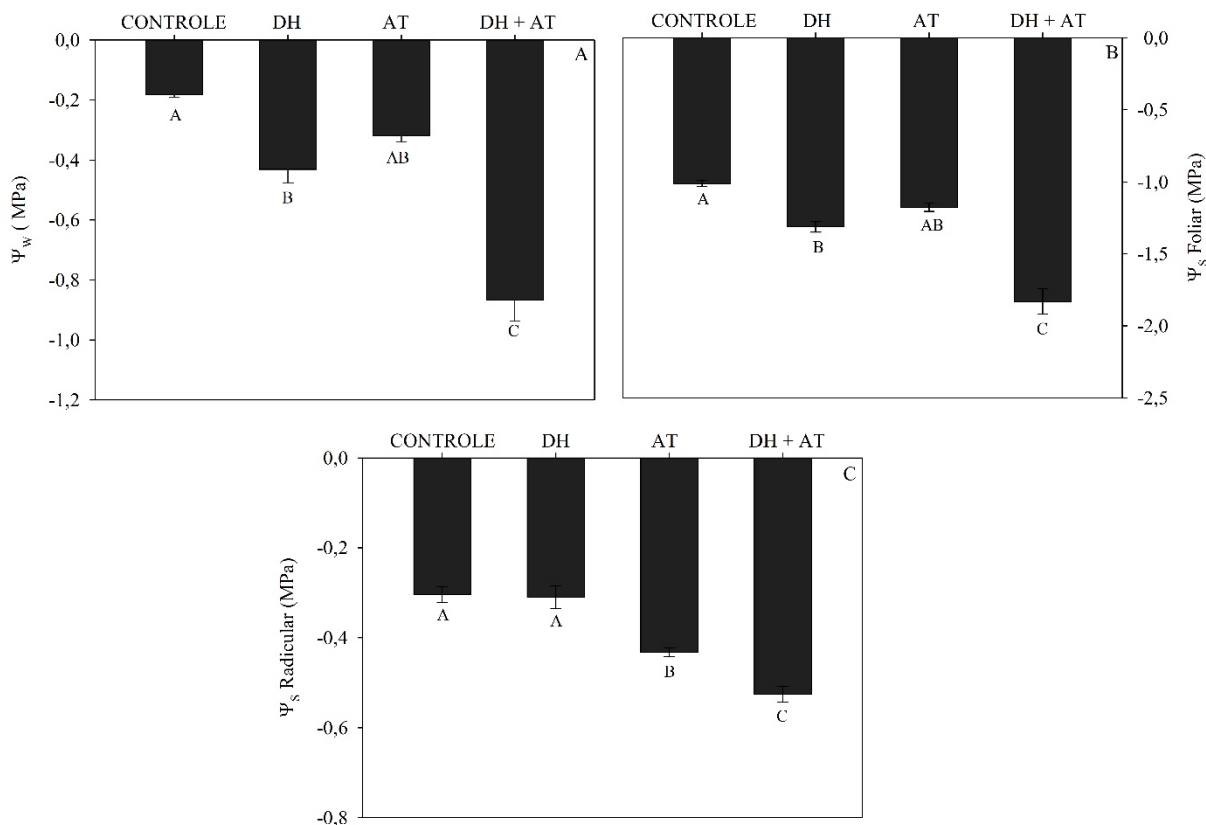 CONTROLE DH AT DH + AT
A
0,0
-0,2
-0,4
-0,6
-0,8
-1,0
-1,2
Ψw ( MPa)
A
B
AB
C
CONTROLE DH AT DH + AT
B
0,0
-0,5
-1,0
-1,5
-2,0
-2,5
Ψs Foliar (MPa)
A
B
AB
C
CONTROLE DH AT DH + AT
C
0,0
-0,2
-0,4
-0,6
-0,8
Ψs Radicular (MPa)
A
A
B
C